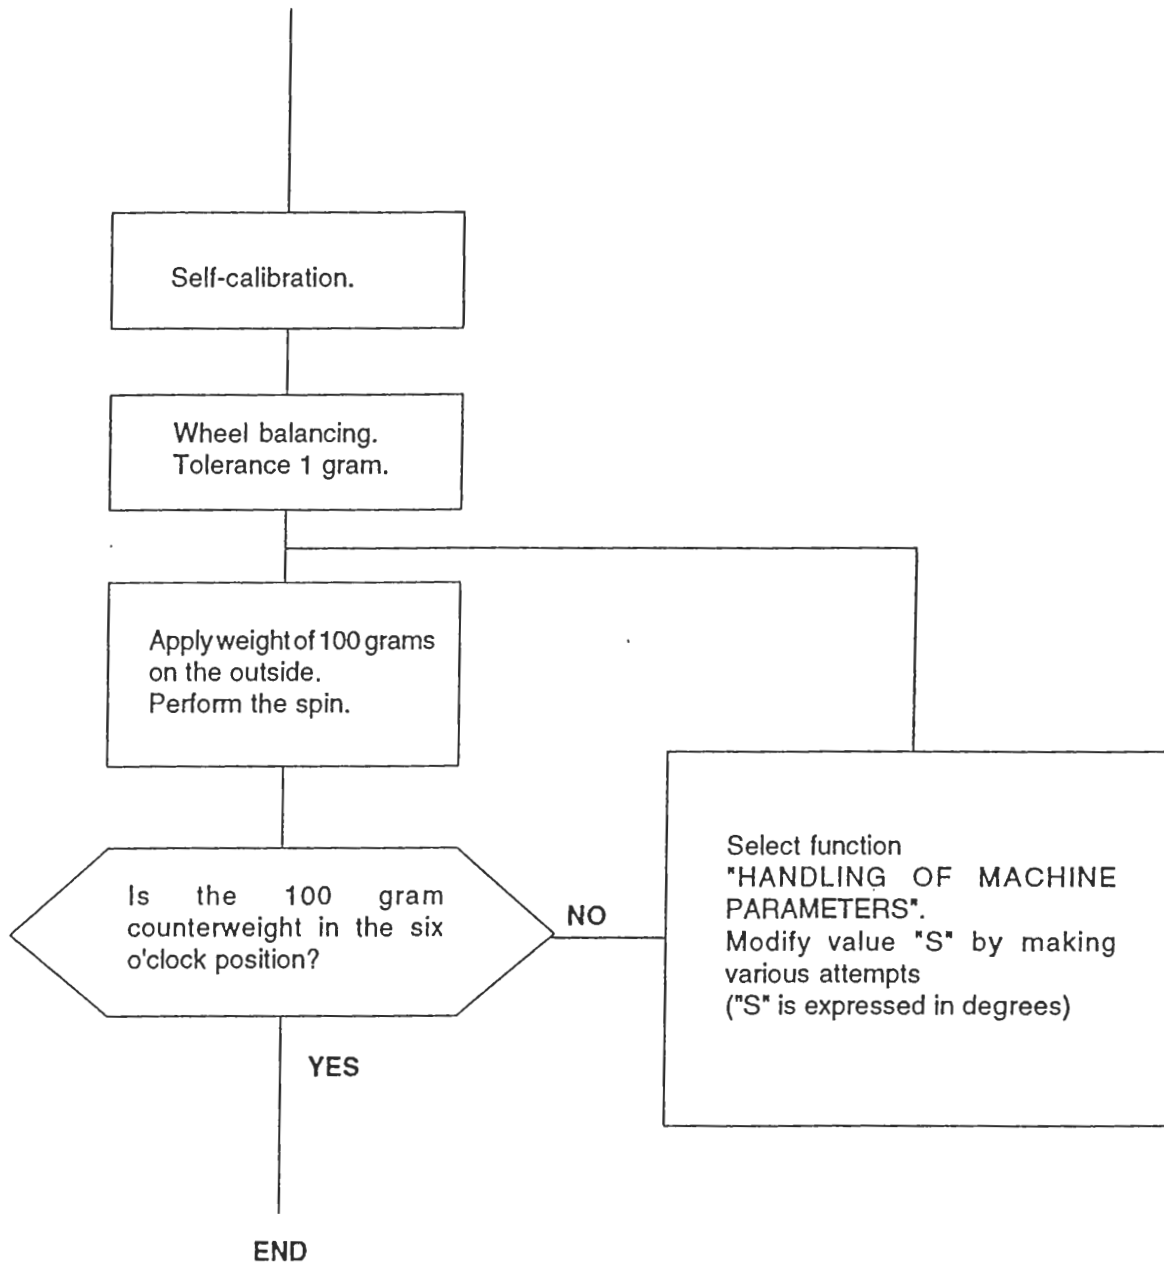 Self-calibration.
Wheel balancing.
Tolerance 1 gram.
Apply weight of 100 grams
on the outside.
Perform the spin.
Is the 100 gram
counterweight in the six
o'clock position?
NO
Select function
"HANDLING OF MACHINE
PARAMETERS".
Modify value "S" by making
various attempts
("S" is expressed in degrees)
YES
END